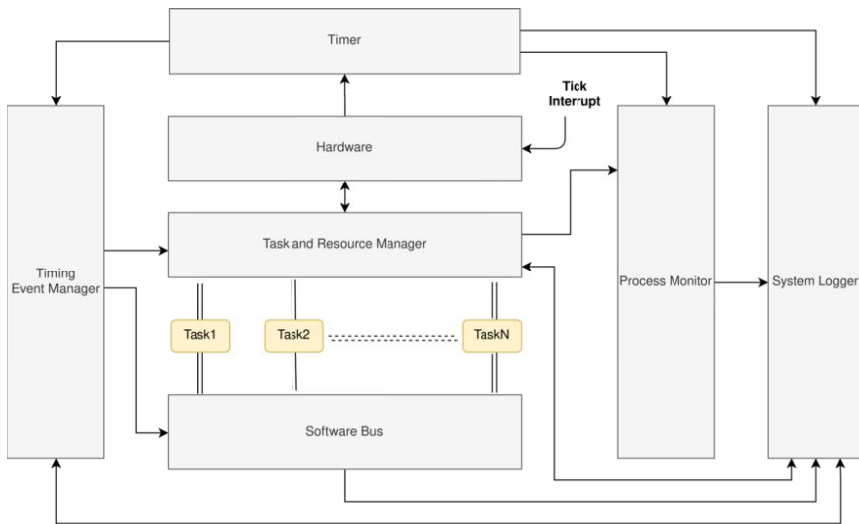 Timer
Tick
Interrupt
Hardware
Task and Resource Manager
Timing
Event Manager
Process Monitor
System Logger
Task1
Task2
TaskN
Software Bus